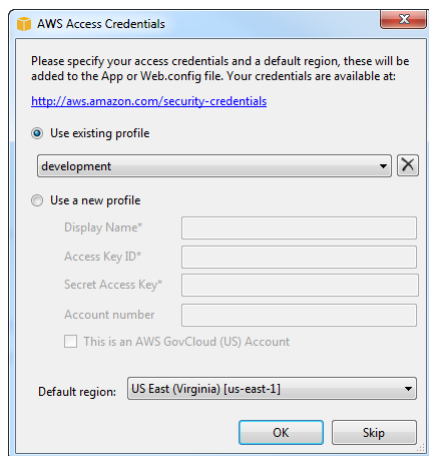 AWS Access Credentials
Please specify your access credentials and a default region, these will be
added to the App or Web.config file. Your credentials are available at:
http://aws.amazon.com/security-credentials
Use existing profile
development
Use a new profile
Display Name*
Access Key ID*
Secret Access Key*
Account number
This is an AWS GovCloud (US) Account
Default region: US East (Virginia) [us-east-1]
OK Skip